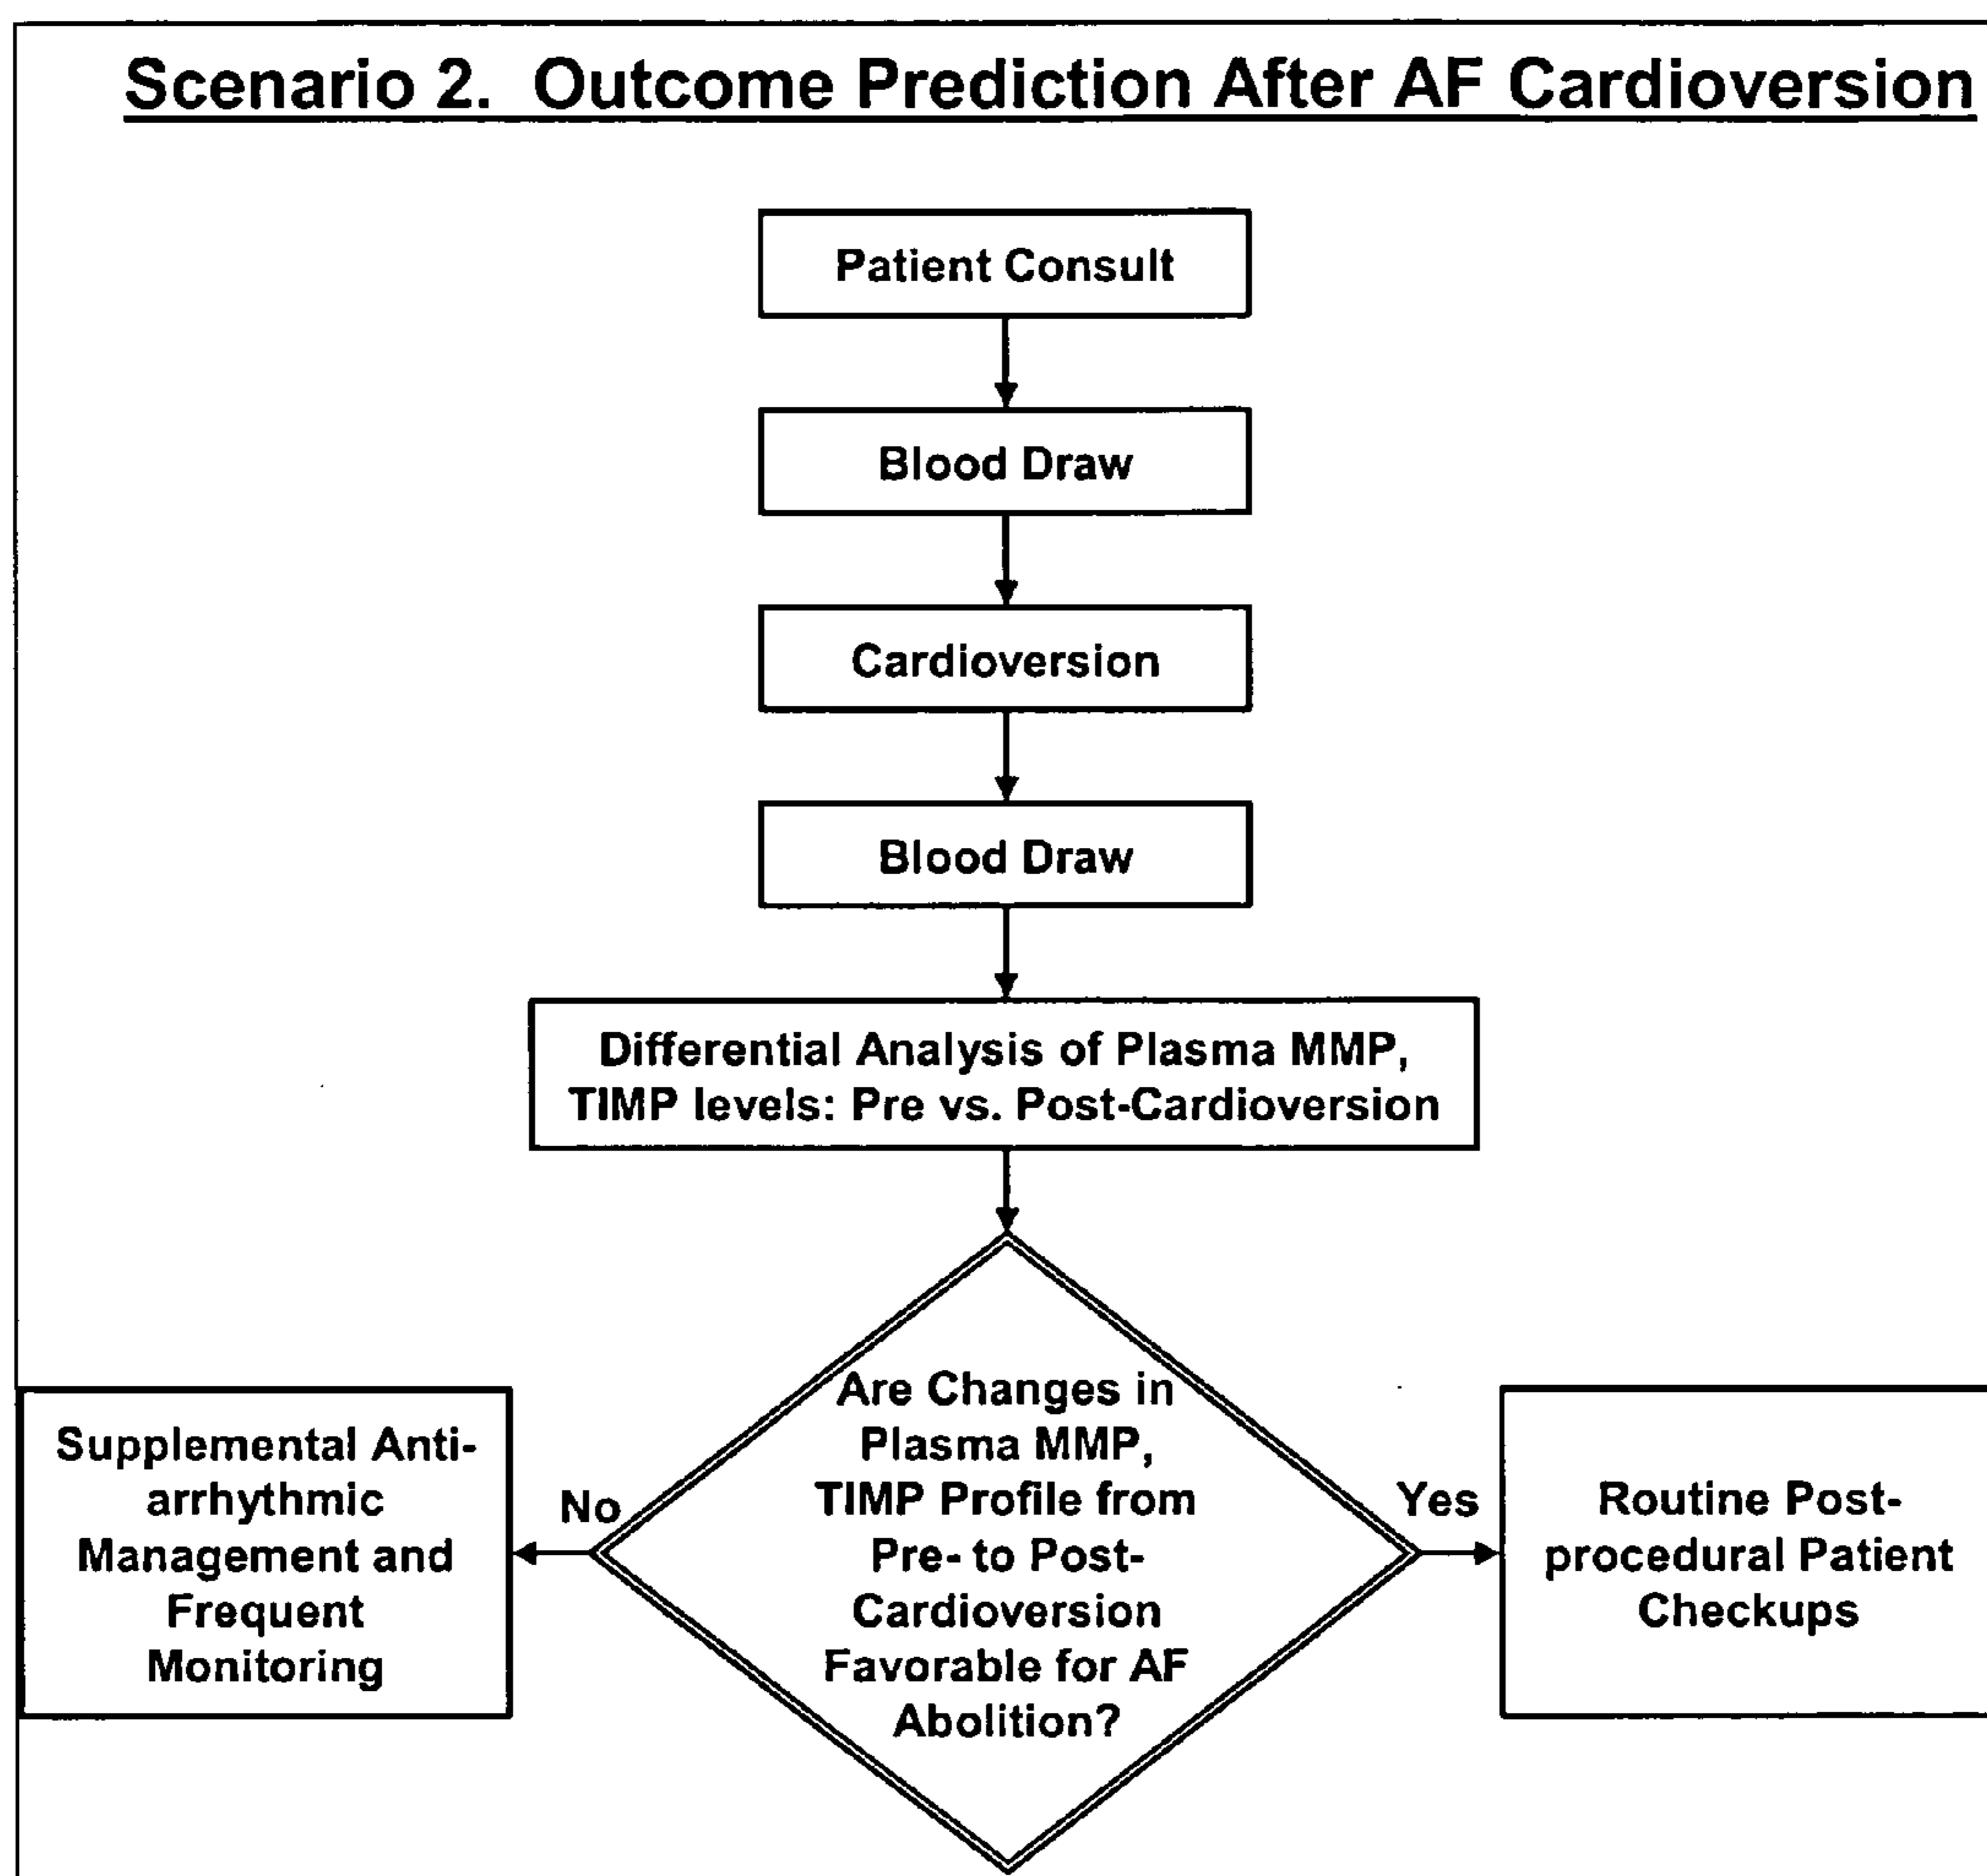 Scenario 2. Outcome Prediction After AF Cardioversion
Patient Consult
Blood Draw
Cardioversion
Blood Draw
Differential Analysis of Plasma MMP,
TIMP levels: Pre vs. Post-Cardioversion
Are Changes in
Plasma MMP,
TIMP Profile from
Pre- to Post-
Cardioversion
Favorable for AF
Abolition?
No
Supplemental Anti-
arrhythmic
Management and
Frequent
Monitoring
Yes
Routine Post-
procedural Patient
Checkups